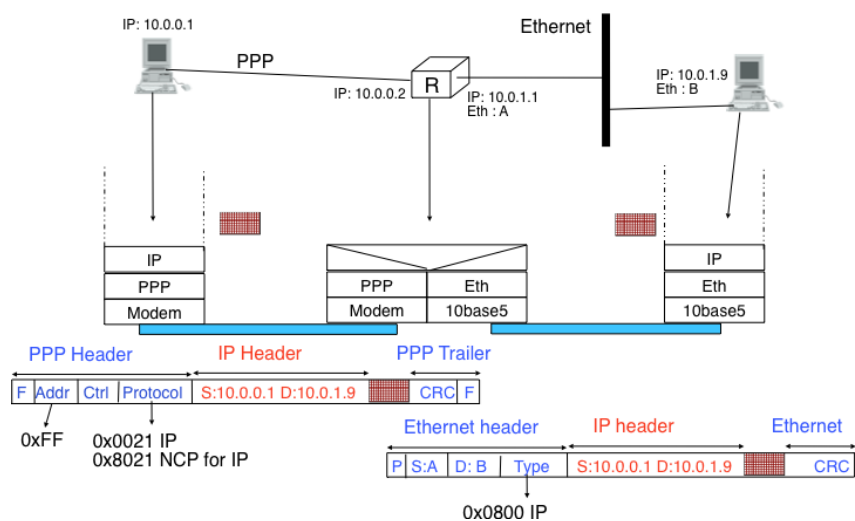 IP: 10.0.0.1
Ethernet
PPP
R
IP: 10.0.0.2
IP: 10.0.1.1
Eth : A
IP: 10.0.1.9
Eth : B
IP
PPP
Modem
PPP
Eth
Modem
10base5
IP
Eth
10base5
PPP Header
IP Header
PPP Trailer
F Addr Ctrl Protocol S:10.0.0.1 D:10.0.1.9 CRC F
0xFF
0x0021 IP
0x8021 NCP for IP
Ethernet header
IP header
Ethernet
P S:A D: B Type S:10.0.0.1 D:10.0.1.9 CRC
0x0800 IP